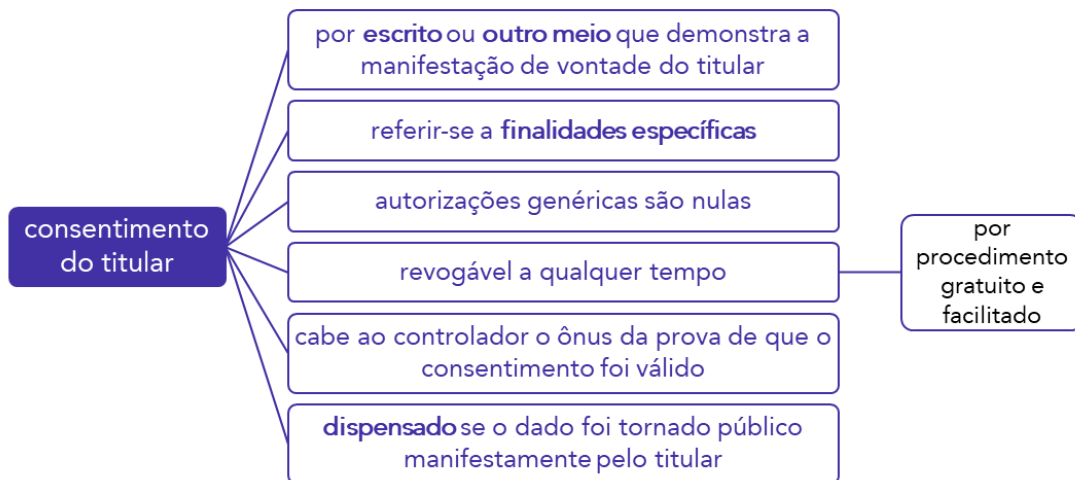 por escrito ou outro meio que demonstra a
manifestação de vontade do titular
referir-se a finalidades específicas
autorizações genéricas são nulas
consentimento
do titular
revogável a qualquer tempo
por
procedimento
gratuito e
facilitado
cabe ao controlador o ônus da prova de que o
consentimento foi válido
dispensado se o dado foi tornado público
manifestamente pelo titular